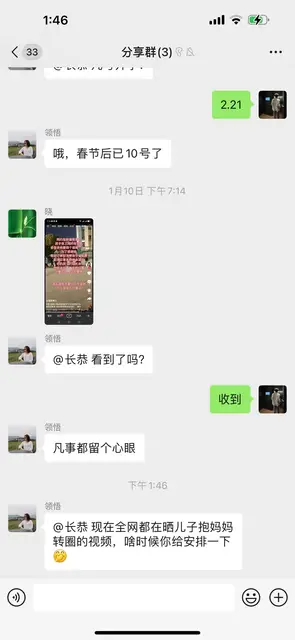 1:46
33
分享群(3)
2.21
领悟
哦，春节后已10号了
1月10日 下午7:14
晓
领悟
@长恭 看到了吗?
收到
领悟
凡事都留个心眼
下午 1:46
领悟
@长恭 现在全网都在晒儿子抱妈妈
转圈的视频，啥时候你给安排一下